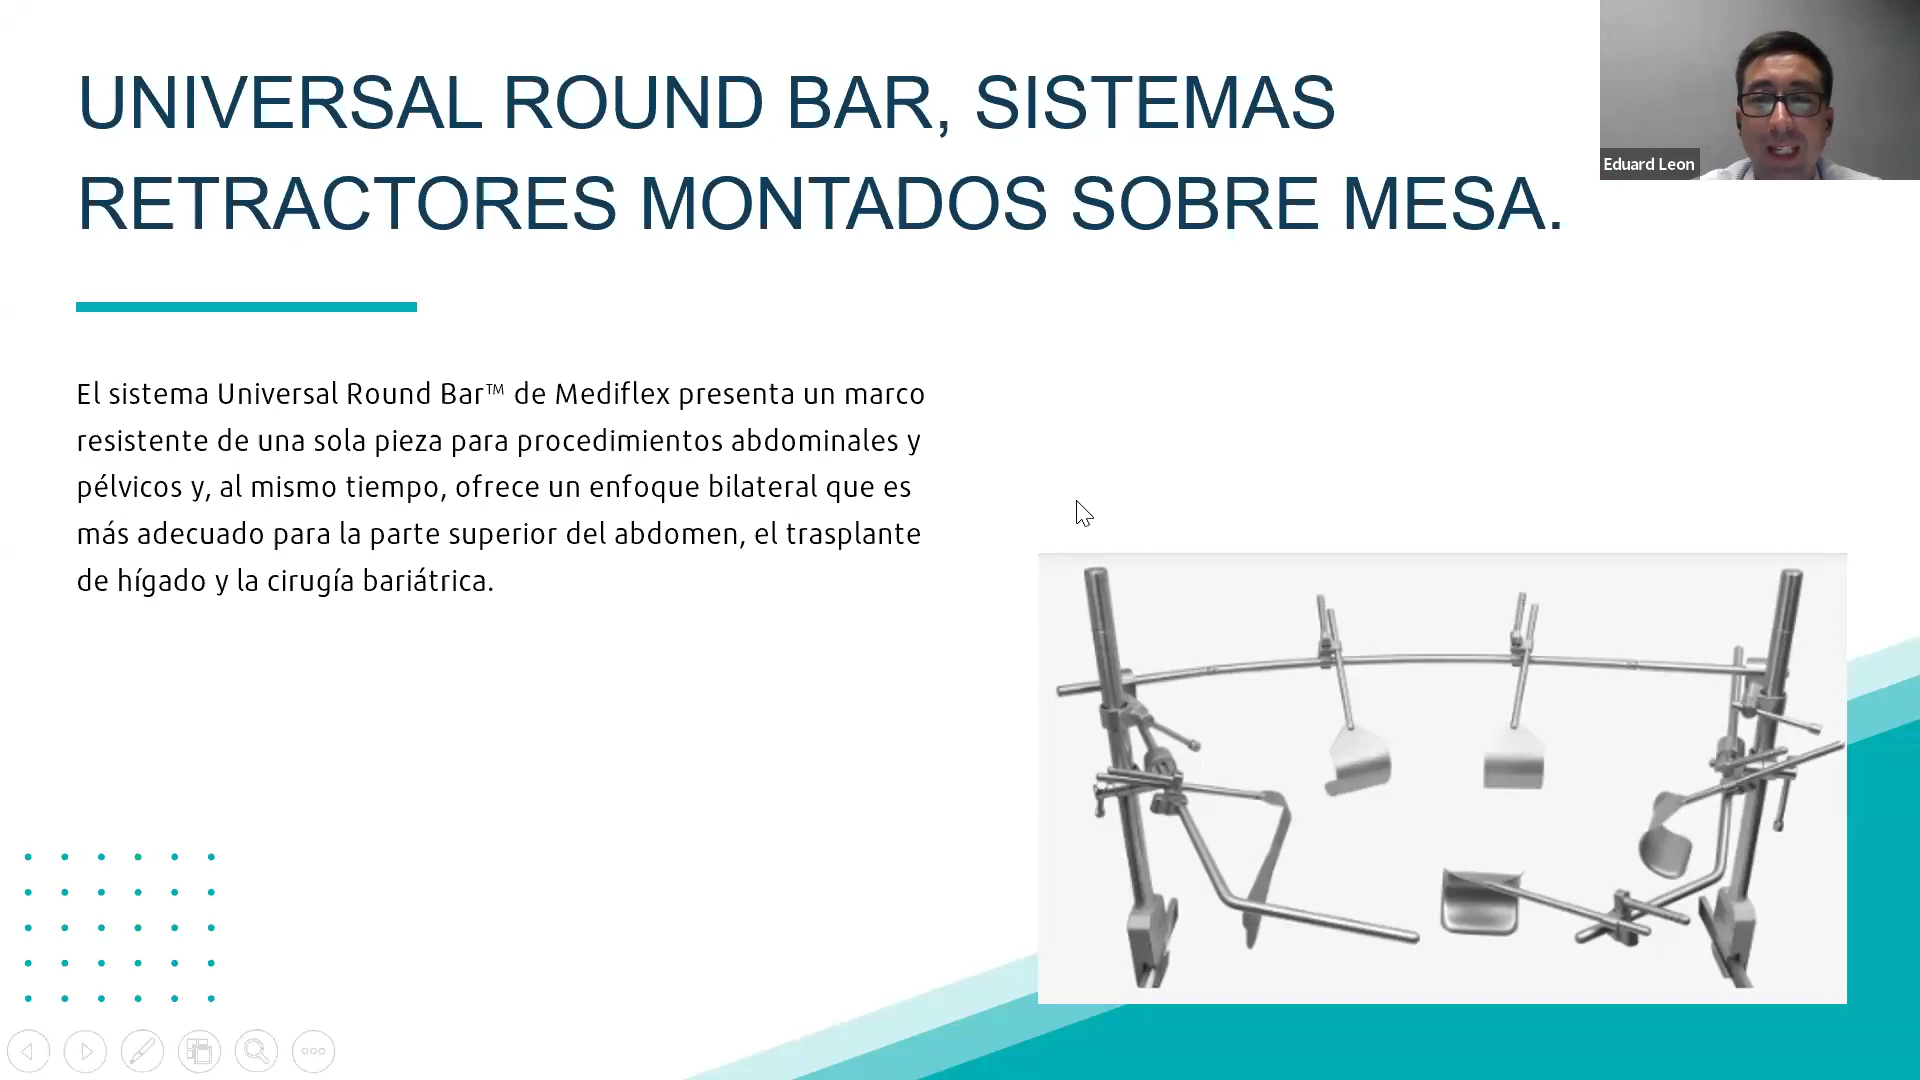 UNIVERSAL ROUND BAR, SISTEMAS
RETRACTORES MONTADOS SOBRE MESA.
Eduard Leon
El sistema Universal Round Bar™ de Mediflex presenta un marco
resistente de una sola pieza para procedimientos abdominales y
pélvicos y, al mismo tiempo, ofrece un enfoque bilateral que es
más adecuado para la parte superior del abdomen, el trasplante
de hígado y la cirugía bariátrica.